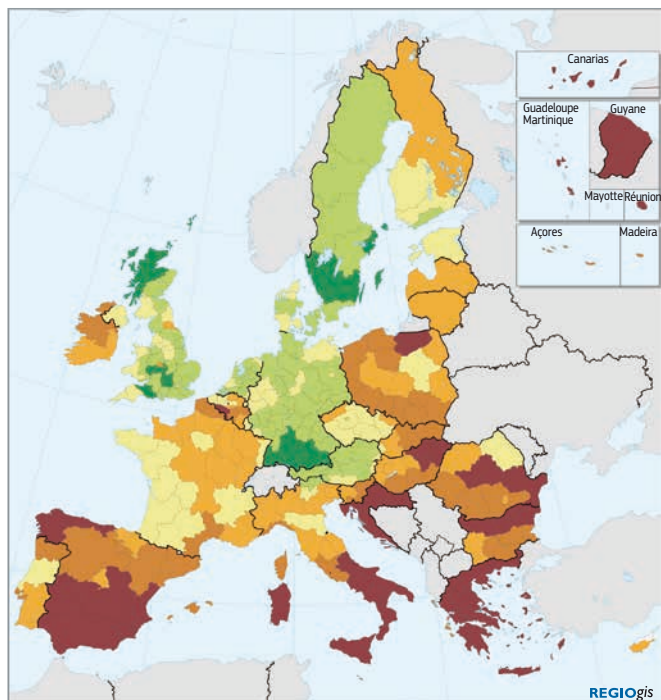 Canarias
Guadeloupe
Martinique
Guyane
Mayotte
Réunion
Açores
Madeira
REGIOgis